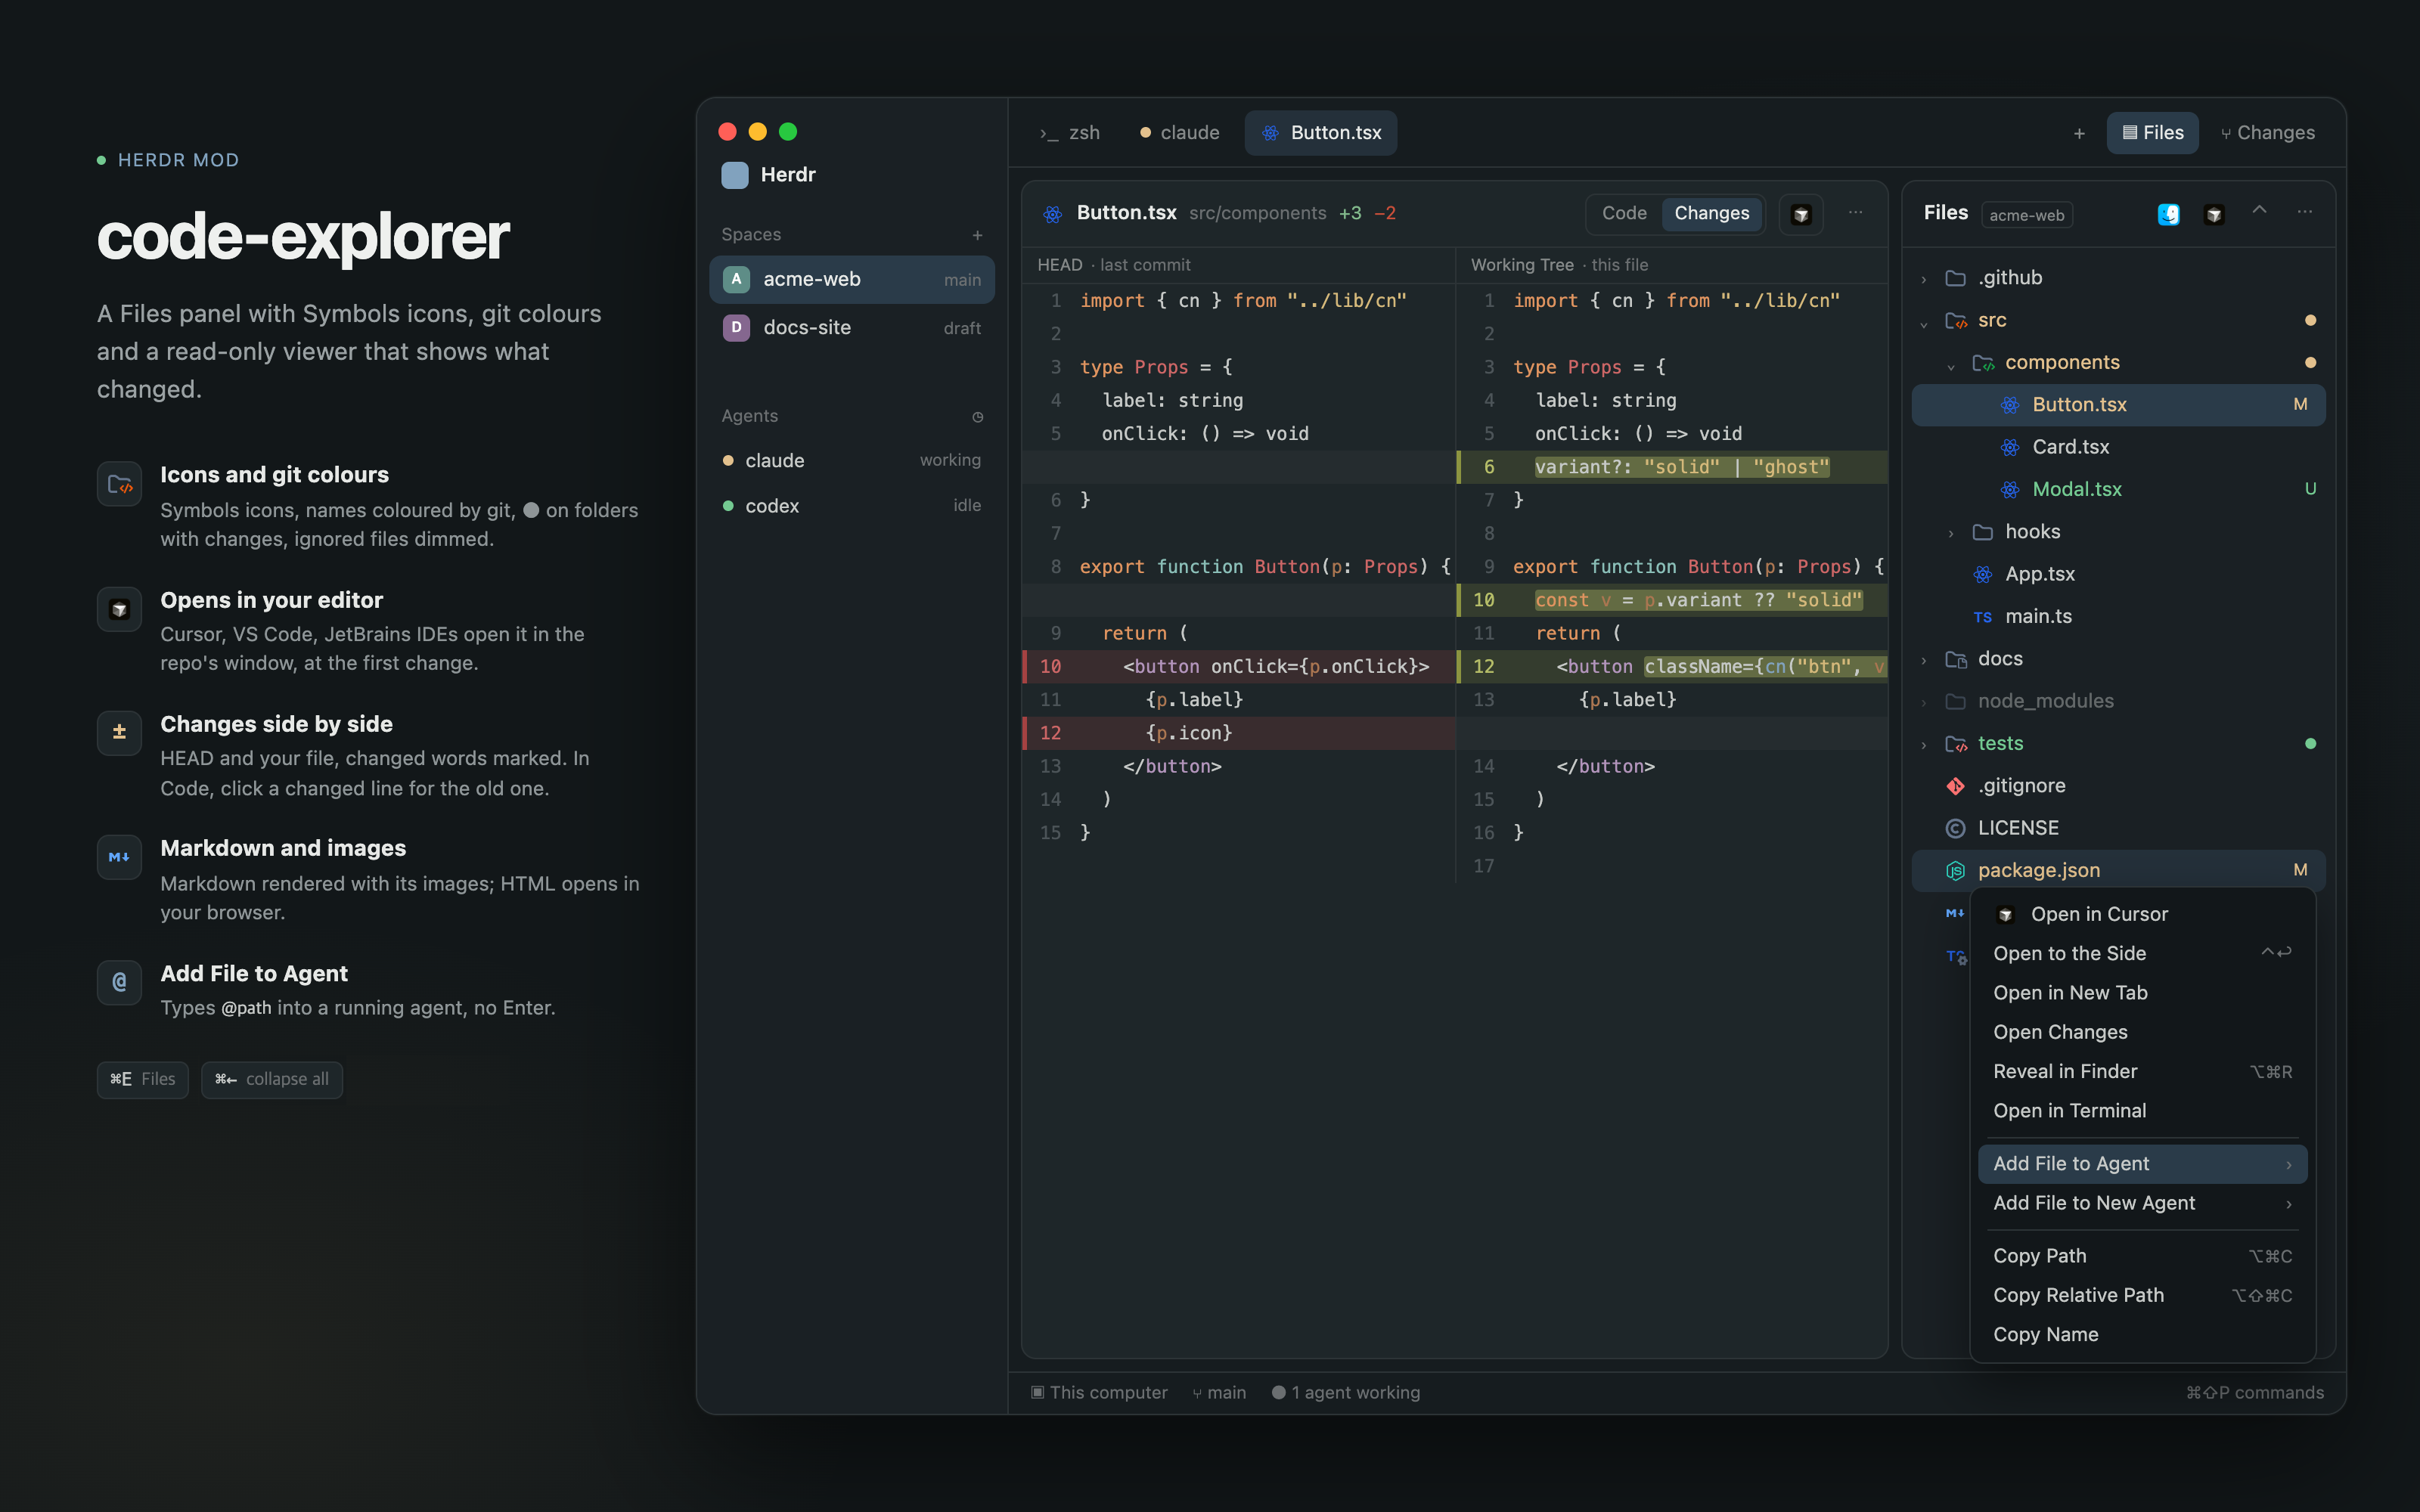 HERDR MOD
code-explorer
A Files panel with Symbols icons, git colours
and a read-only viewer that shows what
changed.
Icons and git colours
Symbols icons, names coloured by git, ● on folders
with changes, ignored files dimmed.
Opens in your editor
Cursor, VS Code, JetBrains IDEs open it in the
repo's window, at the first change.
±
Changes side by side
HEAD and your file, changed words marked. In
Code, click a changed line for the old one.
M↓
Markdown and images
Markdown rendered with its images; HTML opens in
your browser.
@
Add File to Agent
Types @path into a running agent, no Enter.
⌘E Files
⌘← collapse all
Herdr
Spaces +
A acme-web main
D docs-site draft
Agents
claude working
codex idle
>_ zsh
claude
Button.tsx
+
Files
Changes
Button.tsx src/components +3 −2
Code Changes ···
HEAD · last commit
1 import { cn } from "../lib/cn"
2
3 type Props = {
4 label: string
5 onClick: () => void
6 }
7
8 export function Button(p: Props) {
9 return (
10 <button onClick={p.onClick}>
11 {p.label}
12 {p.icon}
13 </button>
14 )
15 }
Working Tree · this file
1 import { cn } from "../lib/cn"
2
3 type Props = {
4 label: string
5 onClick: () => void
6 variant?: "solid" | "ghost"
7 }
8
9 export function Button(p: Props) {
10 const v = p.variant ?? "solid"
11 return (
12 <button className={cn("btn", v
13 {p.label}
14 </button>
15 )
16 }
17
Files acme-web ···
.github
src
components
Button.tsx M
Card.tsx
Modal.tsx U
hooks
App.tsx
TS main.ts
docs
node_modules
tests
.gitignore
LICENSE
package.json M
M↓
TS
Open in Cursor
Open to the Side ^↩
Open in New Tab
Open Changes
Reveal in Finder ⌥⌘R
Open in Terminal
Add File to Agent ›
Add File to New Agent ›
Copy Path ⌥⌘C
Copy Relative Path ⌥⇧⌘C
Copy Name
This computer
main
1 agent working
⌘⇧P commands